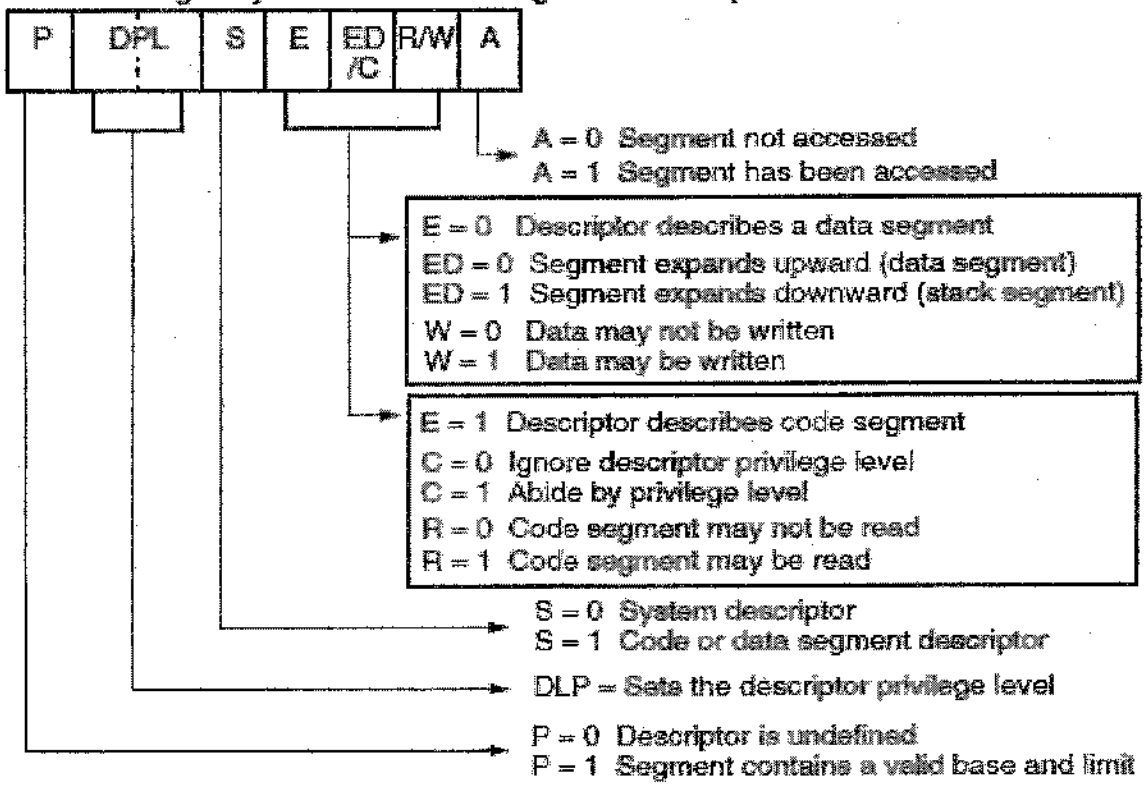 P DPL S E ED/C R/W A
A = 0 Segment not accessed
A = 1 Segment has been accessed
E = 0 Descriptor describes a data segment
ED = 0 Segment expands upward (data segment)
ED = 1 Segment expands downward (stack segment)
W = 0 Data may not be written
W = 1 Data may be written
E = 1 Descriptor describes code segment
C = 0 Ignore descriptor privilege level
C = 1 Abide by privilege level
R = 0 Code segment may not be read
R = 1 Code segment may be read
S = 0 System descriptor
S = 1 Code or data segment descriptor
DLP = Sets the descriptor privilege level
P = 0 Descriptor is undefined
P = 1 Segment contains a valid base and limit